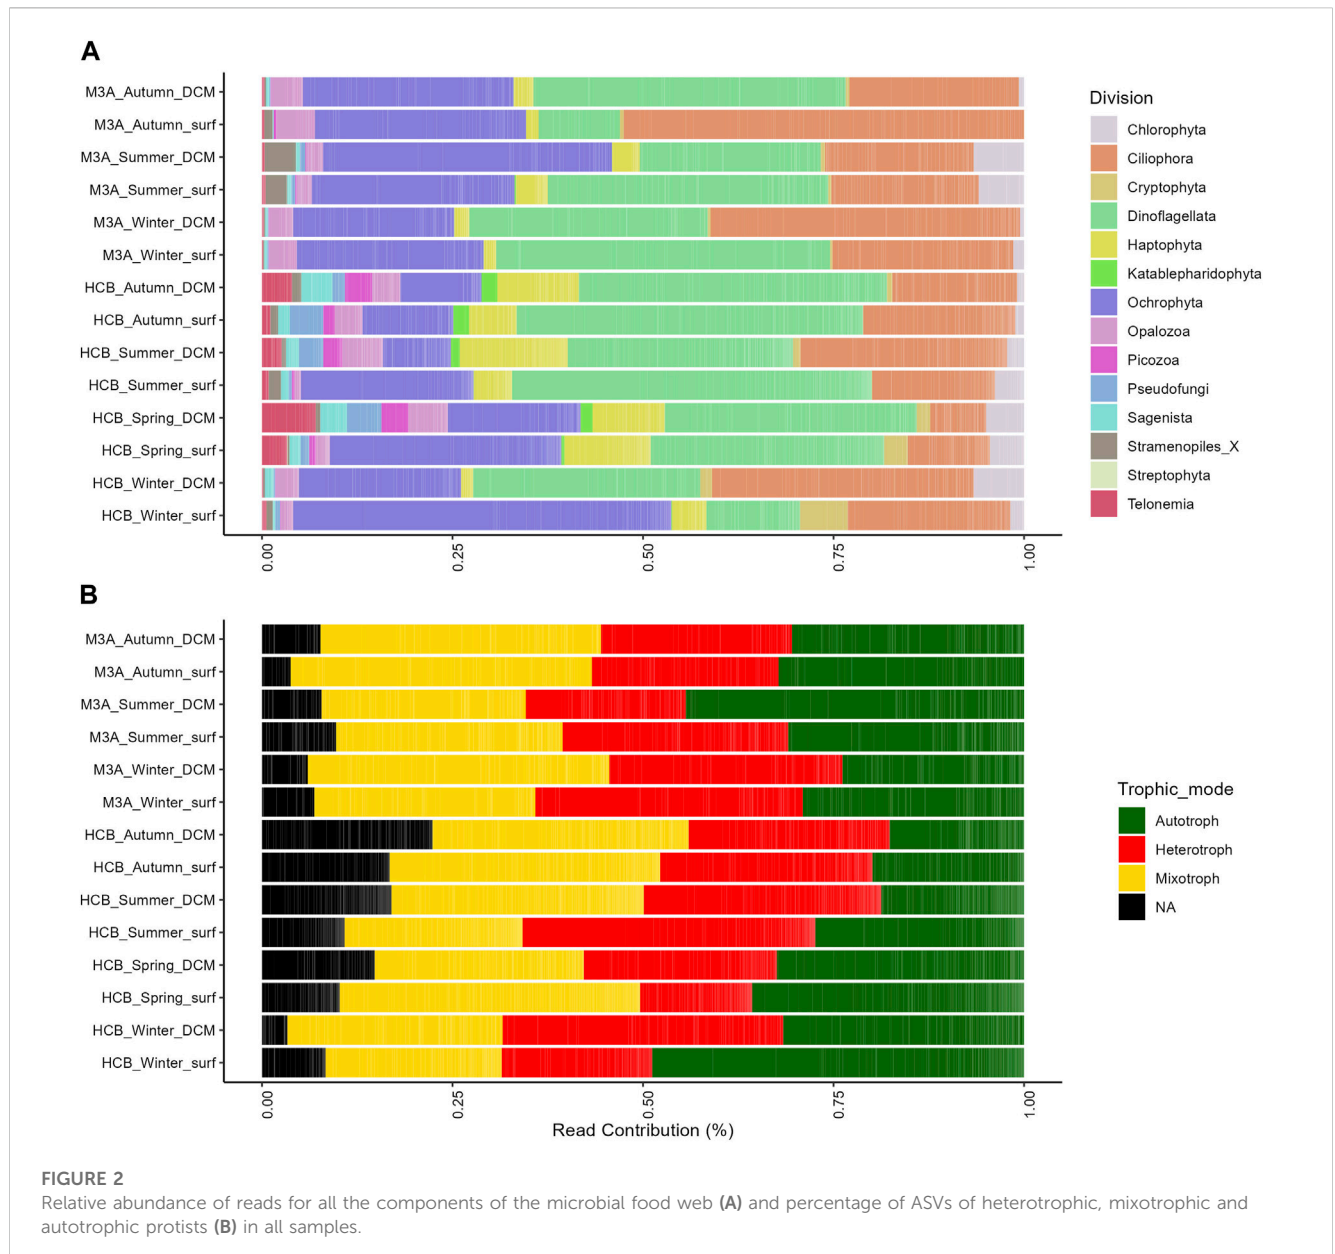 A
M3A_Autumn_DCM
M3A_Autumn_surf
M3A_Summer_DCM
M3A_Summer_surf
M3A_Winter_DCM
M3A_Winter_surf
HCB_Autumn_DCM
HCB_Autumn_surf
HCB_Summer_DCM
HCB_Summer_surf
HCB_Spring_DCM
HCB_Spring_surf
HCB_Winter_DCM
HCB_Winter_surf
0.00
0.25
0.50
0.75
1.00
Division
Chlorophyta
Ciliophora
Cryptophyta
Dinoflagellata
Haptophyta
Katablepharidophyta
Ochrophyta
Opalozoa
Picozoa
Pseudofungi
Sagenista
Stramenopiles_X
Streptophyta
Telonemia
B
M3A_Autumn_DCM
M3A_Autumn_surf
M3A_Summer_DCM
M3A_Summer_surf
M3A_Winter_DCM
M3A_Winter_surf
HCB_Autumn_DCM
HCB_Autumn_surf
HCB_Summer_DCM
HCB_Summer_surf
HCB_Spring_DCM
HCB_Spring_surf
HCB_Winter_DCM
HCB_Winter_surf
0.00
0.25
0.50
0.75
1.00
Read Contribution (%)
Trophic_mode
Autotroph
Heterotroph
Mixotroph
NA
FIGURE 2
Relative abundance of reads for all the components of the microbial food web (A) and percentage of ASVs of heterotrophic, mixotrophic and
autotrophic protists (B) in all samples.